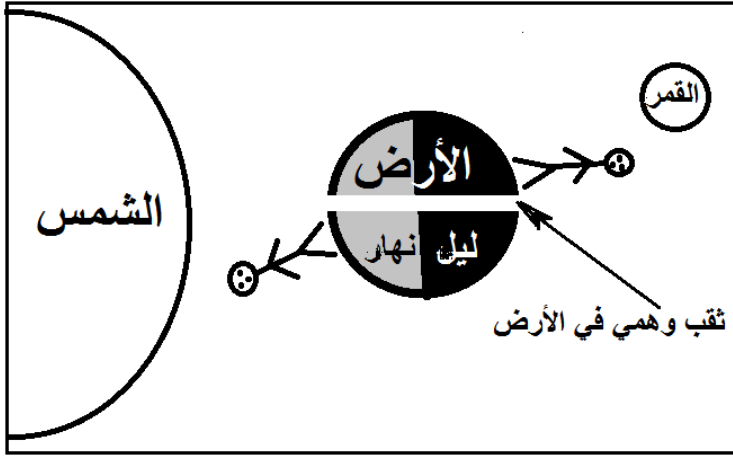 القمر
الأرض
الشمس
ليل نهار
ثقب وهمي في الأرض